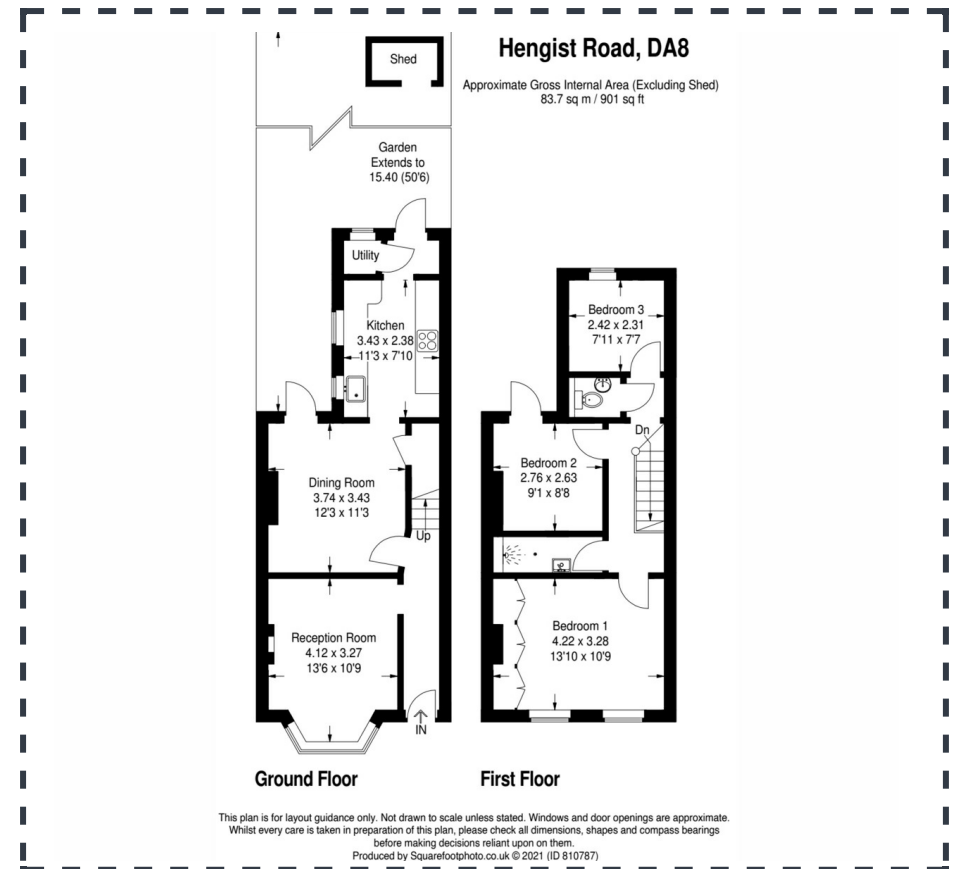 Hengist Road, DA8
Approximate Gross Internal Area (Excluding Shed)
83.7 sq m / 901 sq ft
Shed
Garden
Extends to
15.40 (50'6)
Utility
Kitchen
3.43 x 2.38
11'3 x 7'10
Dining Room
3.74 x 3.43
12'3 x 11'3
Up
Reception Room
4.12 x 3.27
13'6 x 10'9
IN
Ground Floor
Bedroom 3
2.42 x 2.31
7'11 x 7'7
Dn
Bedroom 2
2.76 x 2.63
9'1 x 8'8
Bedroom 1
4.22 x 3.28
13'10 x 10'9
First Floor
This plan is for layout guidance only. Not drawn to scale unless stated. Windows and door openings are approximate.
Whilst every care is taken in preparation of this plan, please check all dimensions, shapes and compass bearings
before making decisions reliant upon on them.
Produced by Squarefootphoto.co.uk © 2021 (ID 810787)